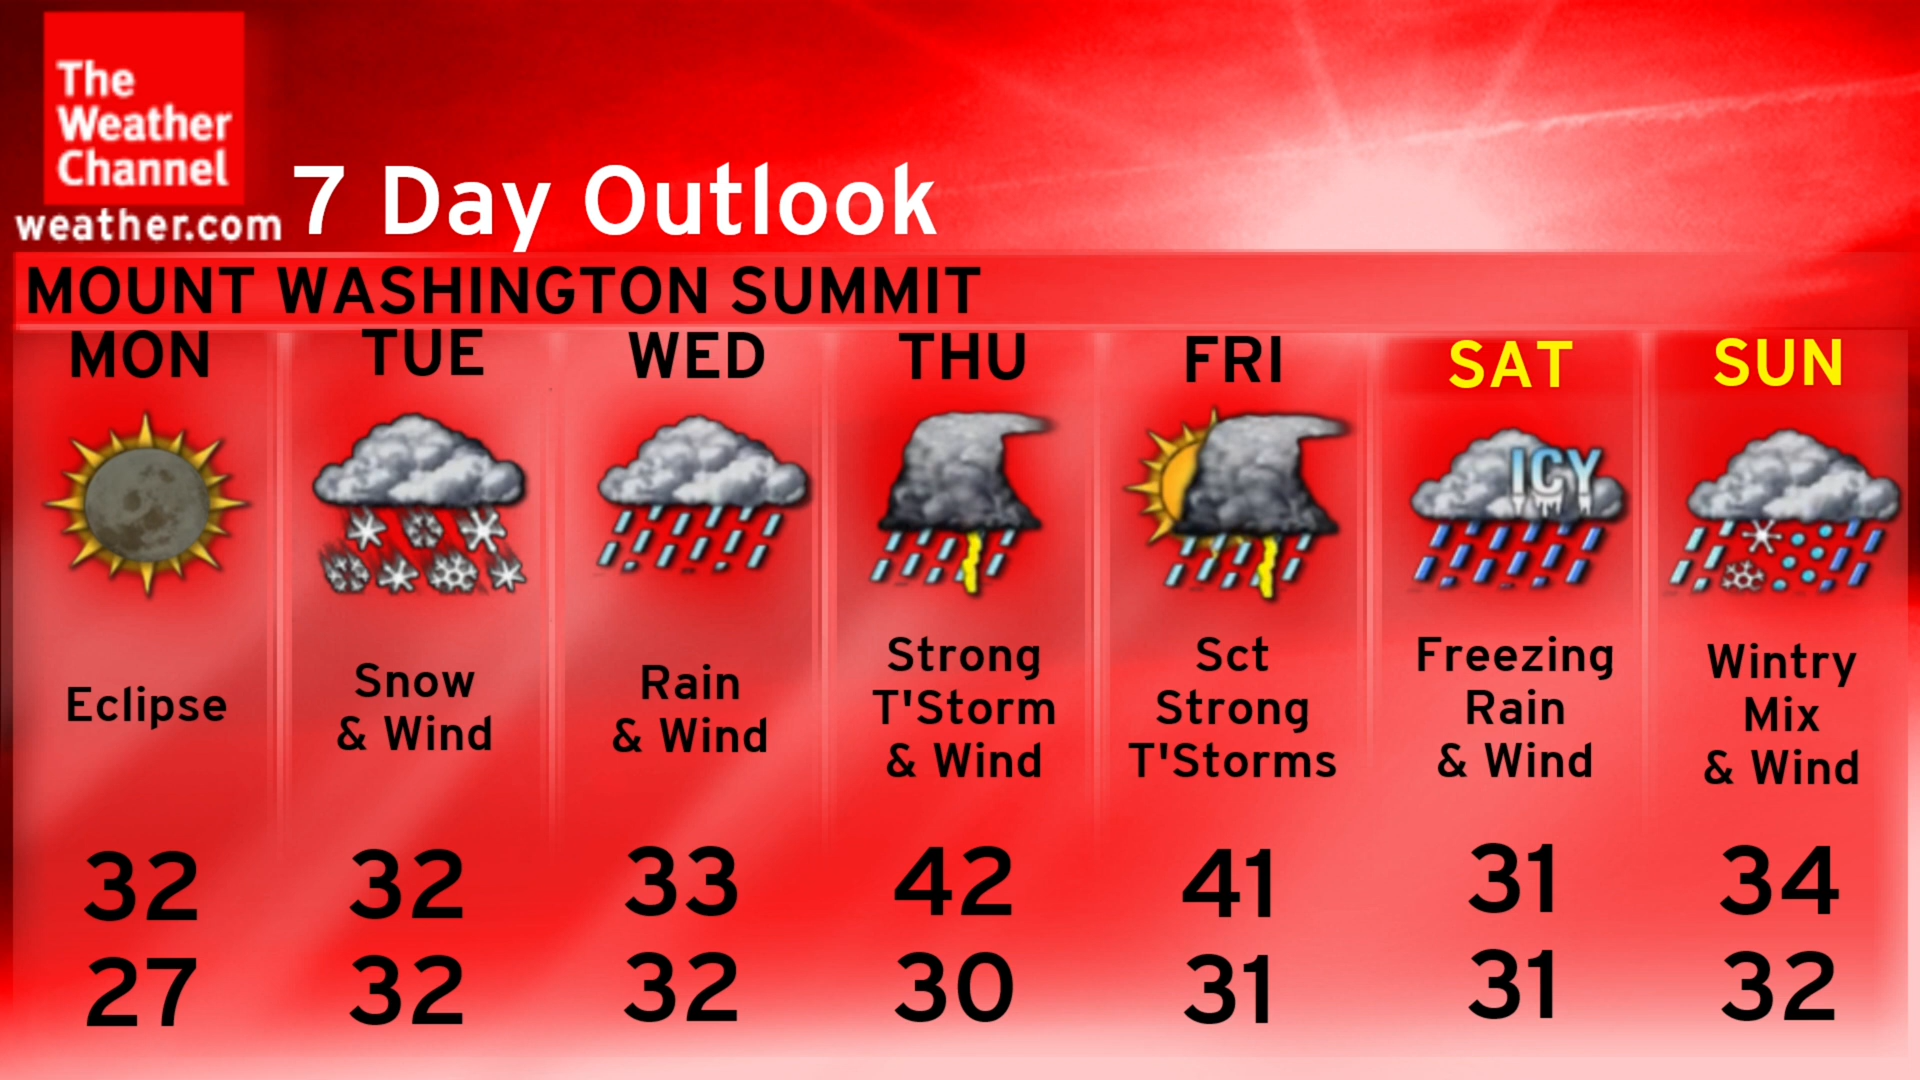 The
Weather
Channel
weather.com
7 Day Outlook
MOUNT WASHINGTON SUMMIT
MON
TUE
WED
THU
FRI
SAT
SUN
ICY
Eclipse
Snow
& Wind
Rain
& Wind
Strong
T'Storm
& Wind
Sct
Strong
T'Storms
Freezing
Rain
& Wind
Wintry
Mix
& Wind
32
32
33
42
41
31
34
27
32
32
30
31
31
32